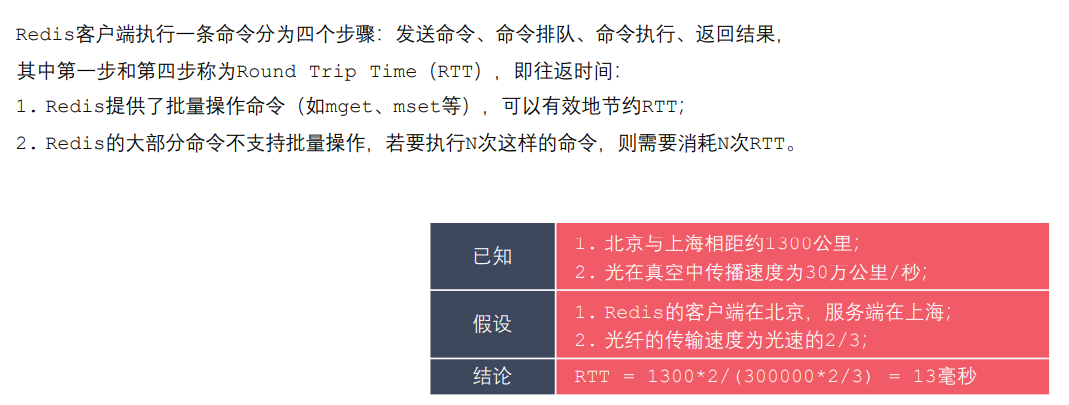 Redis客户端执行一条命令分为四个步骤：发送命令、命令排队、命令执行、返回结果，
其中第一步和第四步称为Round Trip Time（RTT），即往返时间：
1．Redis提供了批量操作命令（如mget、mset等），可以有效地节约RTT；
2．Redis的大部分命令不支持批量操作，若要执行N次这样的命令，则需要消耗N次RTT。
已知
1．北京与上海相距约1300公里；
2．光在真空中传播速度为30万公里/秒；
假设
1．Redis的客户端在北京，服务端在上海；
2．光纤的传输速度为光速的2/3；
结论
RTT = 1300*2/(300000*2/3) = 13毫秒